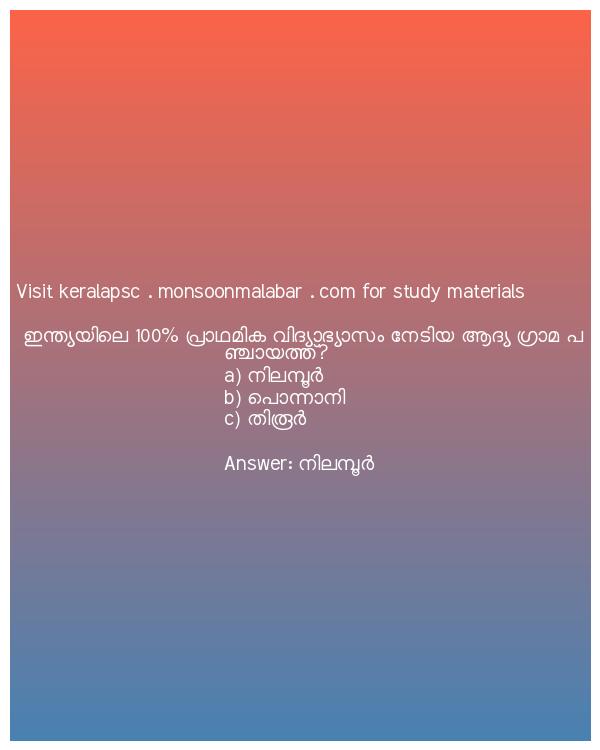 Visit keralapsc . monsoonmalabar . com for study materials
ഇന്ത്യയിലെ 100% പ്രാഥമിക വിദ്യാഭ്യാസം നേടിയ ആദ്യ ഗ്രാമ പ
ഞ്ചായത്ത്?
a) നിലമ്പൂർ
b) പൊന്നാനി
c) തിരൂർ
Answer: നിലമ്പൂർ